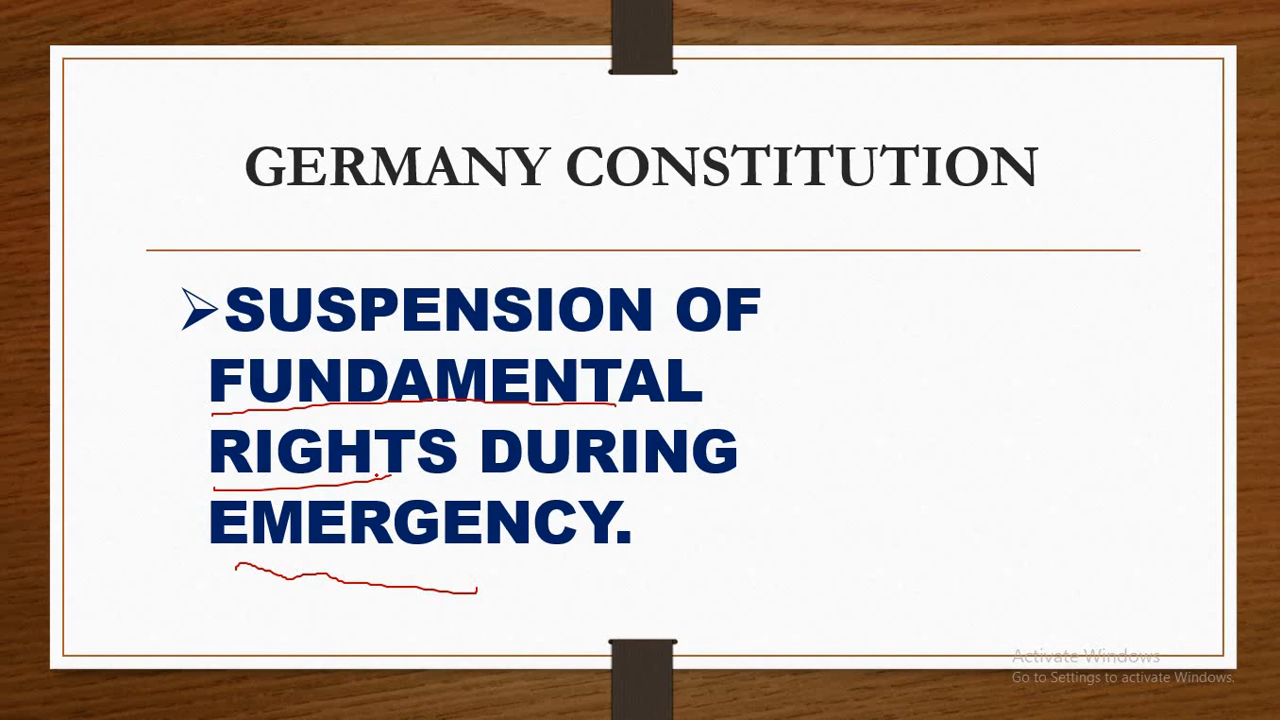 GERMANY CONSTITUTION
SUSPENSION OF
FUNDAMENTAL
RIGHTS DURING
EMERGENCY.
Activate Windows
Go to Settings to activate Windows.